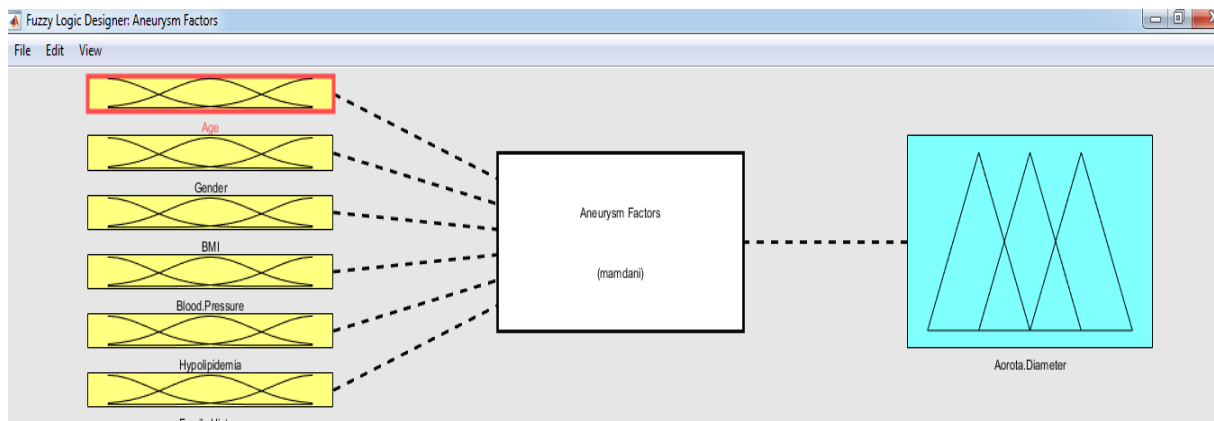 Fuzzy Logic Designer: Aneurysm Factors
File Edit View
Age
Gender
BMI
Blood.Pressure
Hypolipidemia
Aneurysm Factors
(mamdani)
Aorota.Diameter